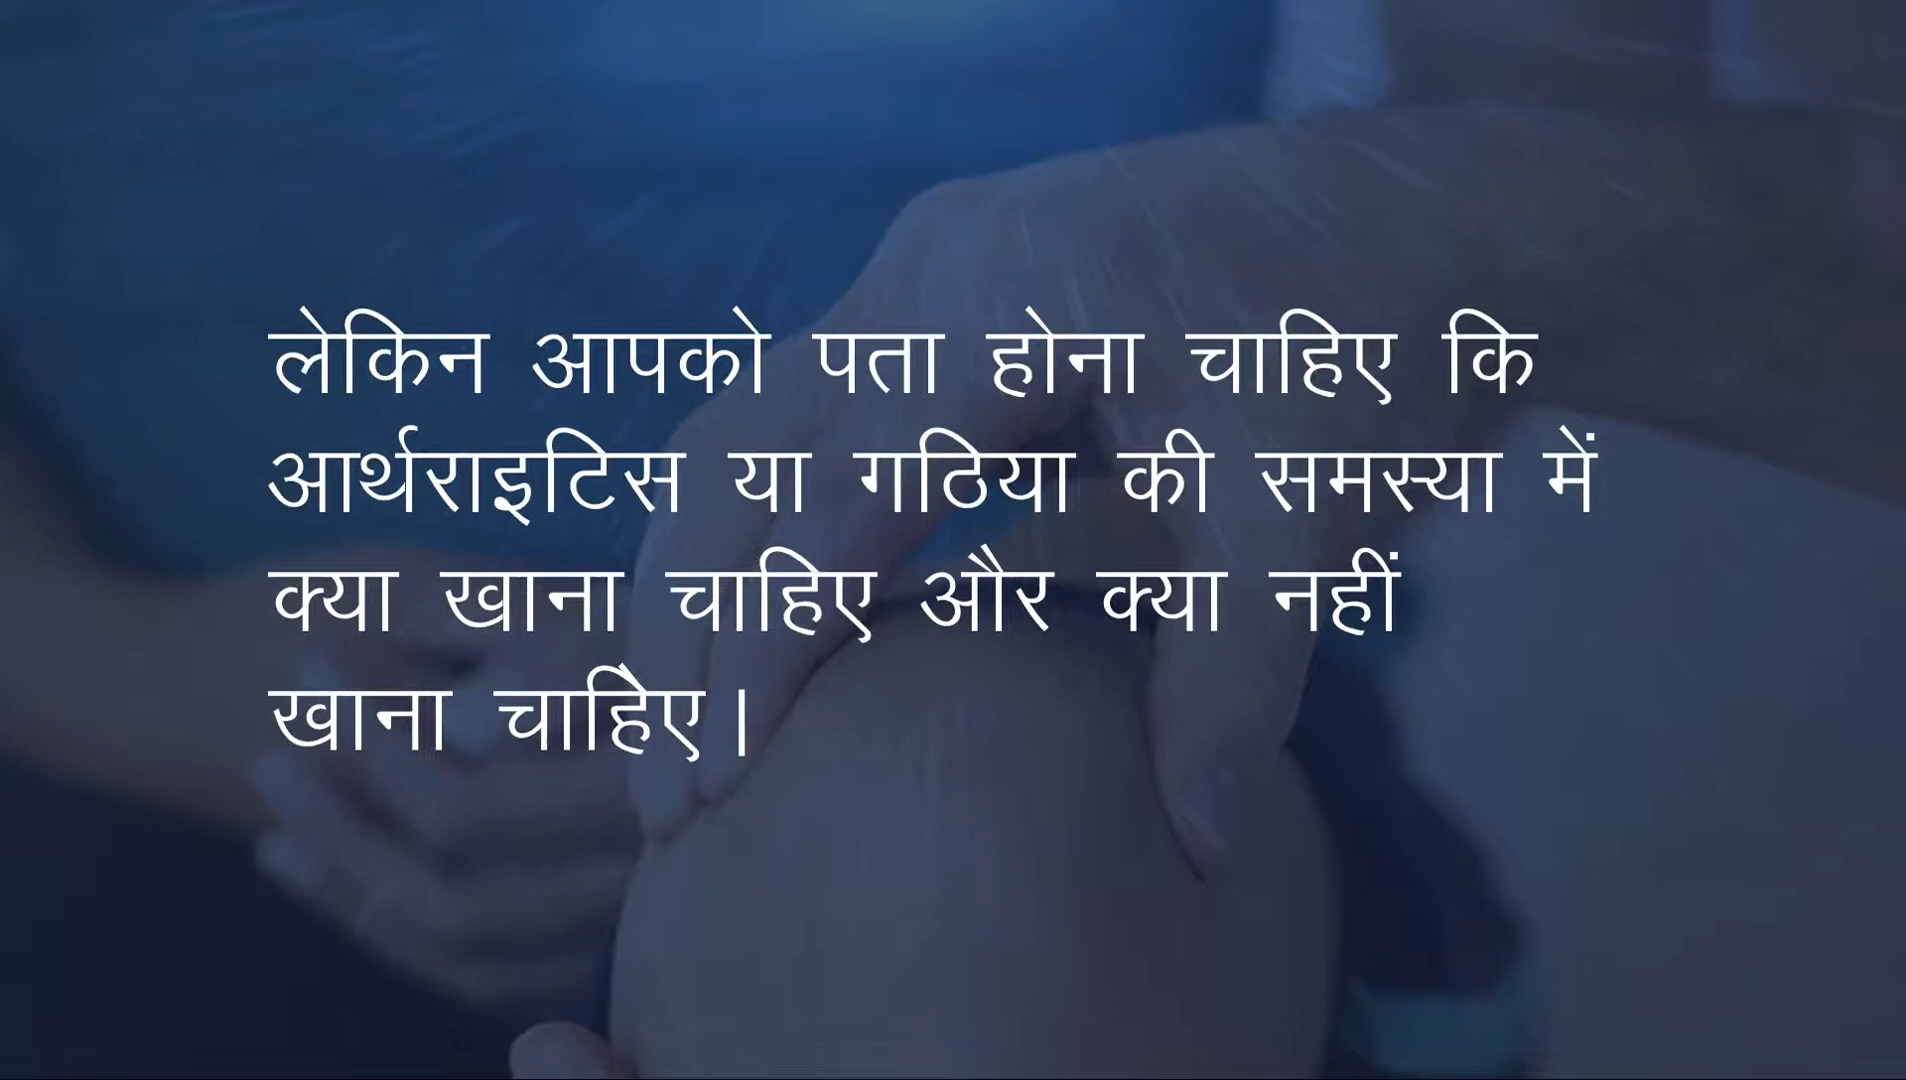 लेकिन आपको पता होना चाहिए कि
आर्थराइटिस या गठिया की समस्या में
क्या खाना चाहिए और क्या नहीं
खाना चाहिेए।